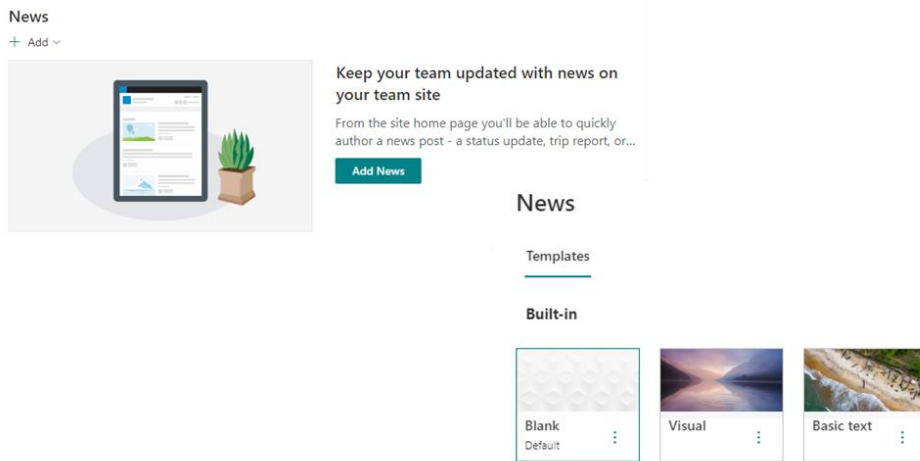 News
+ Add
Keep your team updated with news on
your team site
From the site home page you'll be able to quickly
author a news post - a status update, trip report, or...
Add News
News
Templates
Built-in
Blank
Default
Visual
Basic text